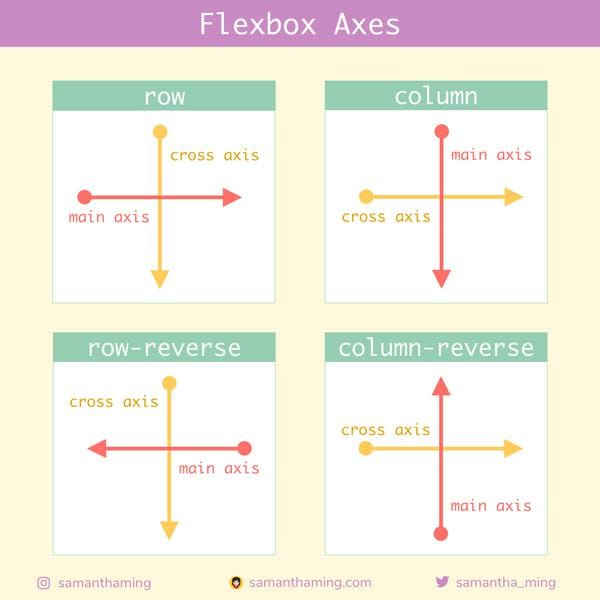 Flexbox Axes
row
cross axis
main axis
column
main axis
cross axis
row-reverse
cross axis
main axis
column-reverse
cross axis
main axis
samanthaming
samanthaming.com
samantha_ming